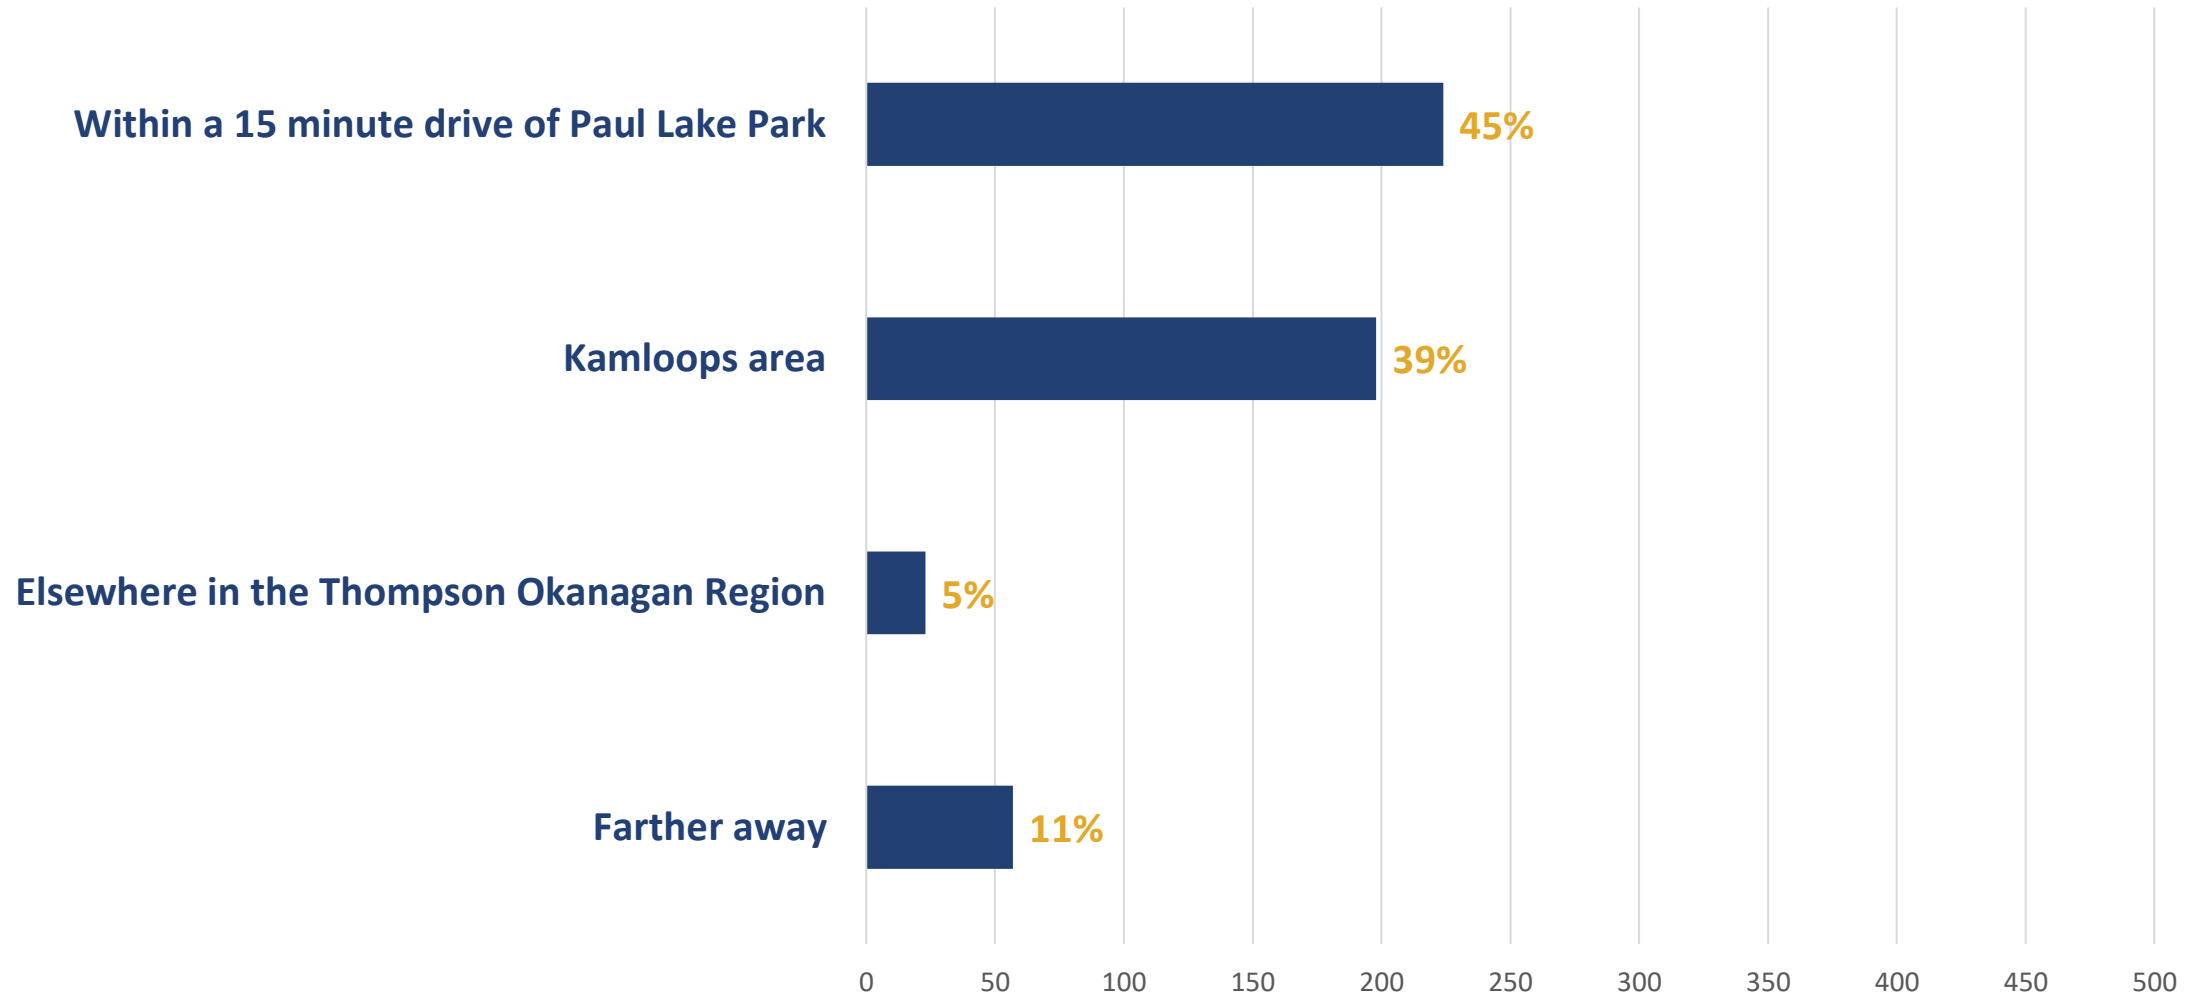 Within a 15 minute drive of Paul Lake Park
45%
Kamloops area
39%
Elsewhere in the Thompson Okanagan Region
5%
Farther away
11%
0 50 100 150 200 250 300 350 400 450 500